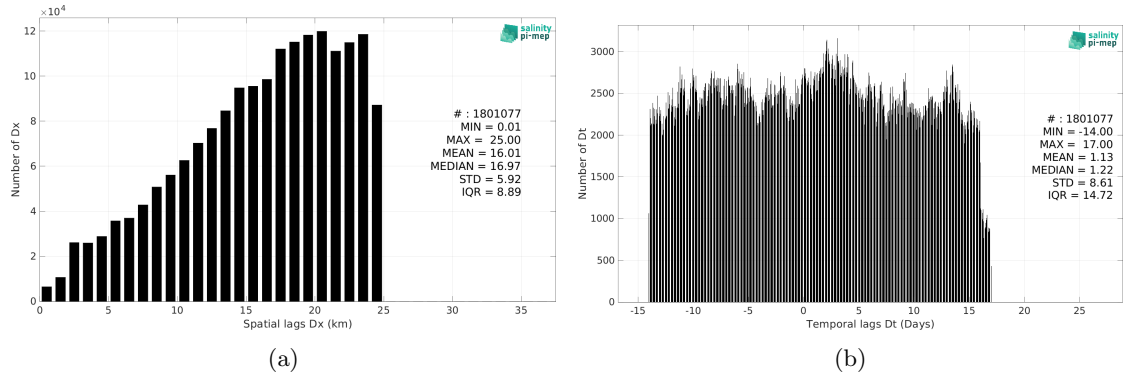 ×10⁴
12
10
8
6
4
2
0
Number of Dx
0 5 10 15 20 25 30 35
Spatial lags Dx (km)
salinity
pi-mep
# : 1801077
MIN = 0.01
MAX = 25.00
MEAN = 16.01
MEDIAN = 16.97
STD = 5.92
IQR = 8.89
(a)
3000
2500
2000
1500
1000
500
0
Number of Dt
-15 -10 -5 0 5 10 15 20 25
Temporal lags Dt (Days)
salinity
pi-mep
# : 1801077
MIN = -14.00
MAX = 17.00
MEAN = 1.13
MEDIAN = 1.22
STD = 8.61
IQR = 14.72
(b)